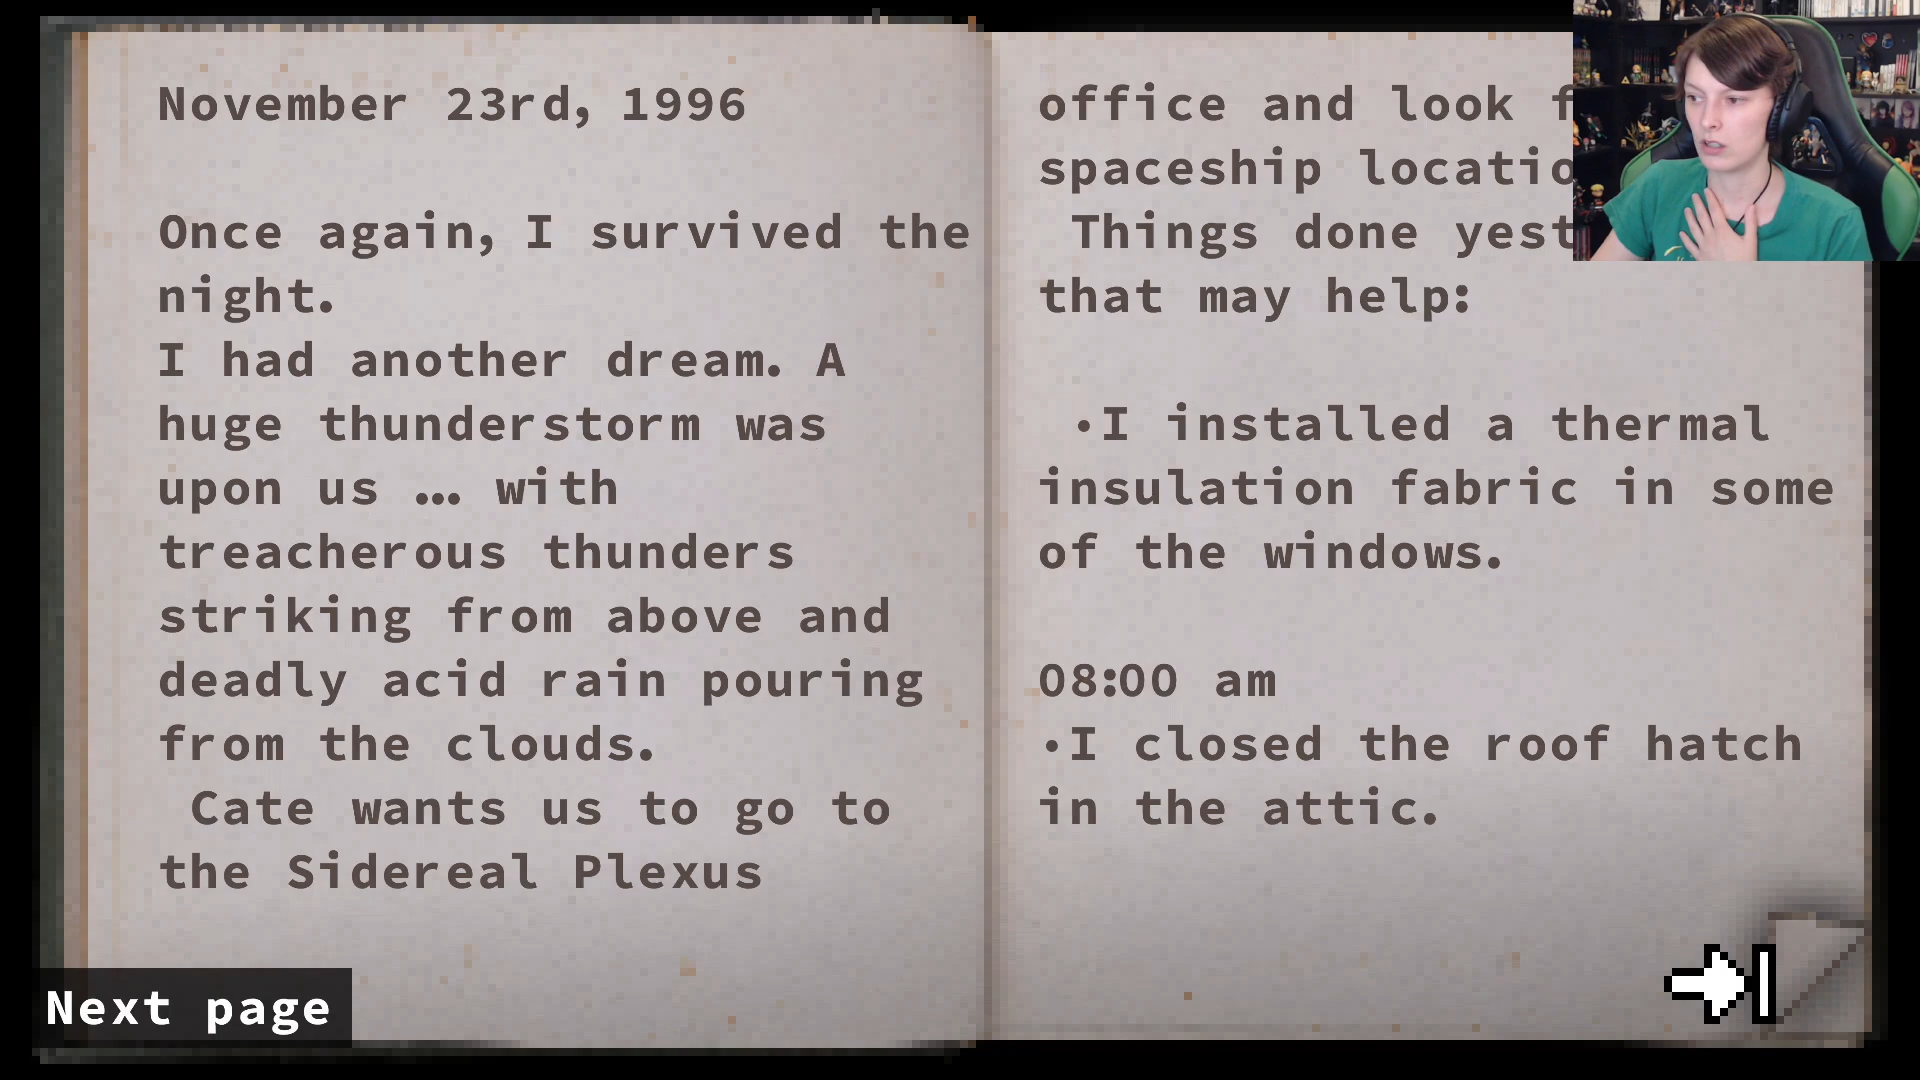 November 23rd, 1996
Once again, I survived the
night.
I had another dream. A
huge thunderstorm was
upon us ... with
treacherous thunders
striking from above and
deadly acid rain pouring
from the clouds.
Cate wants us to go to
the Sidereal Plexus
office and look
spaceship
Things done
that may help:
•I installed a thermal
insulation fabric in some
of the windows.
08:00 am
•I closed the roof hatch
in the attic.
Next page